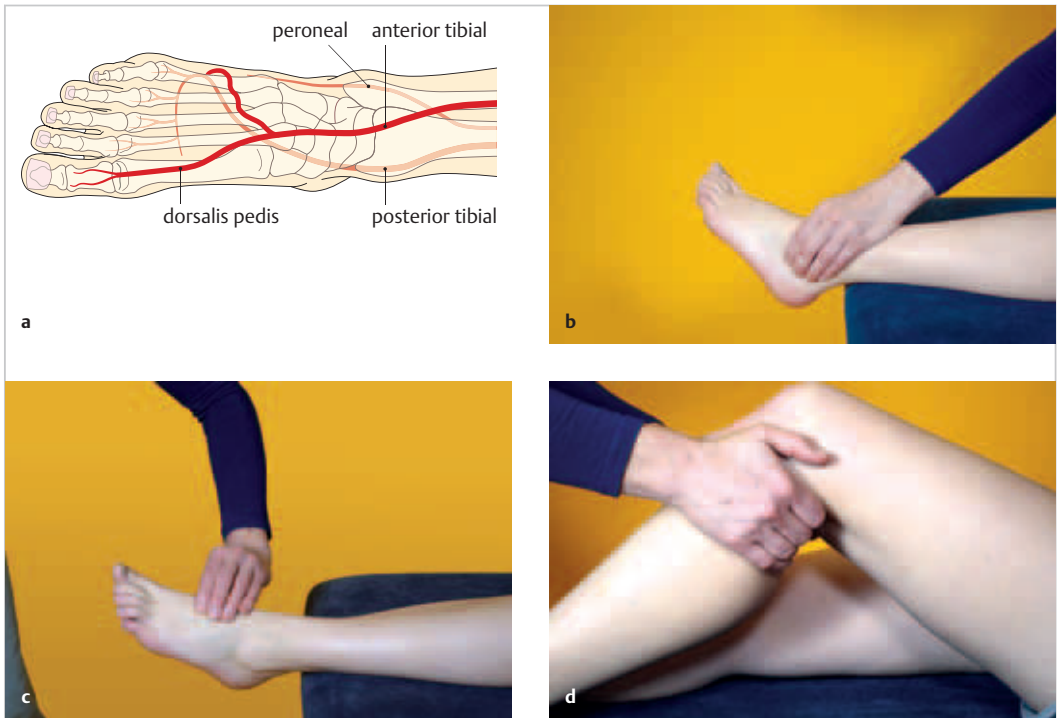 peroneal anterior tibial
dorsalis pedis posterior tibial
a
b
c
d